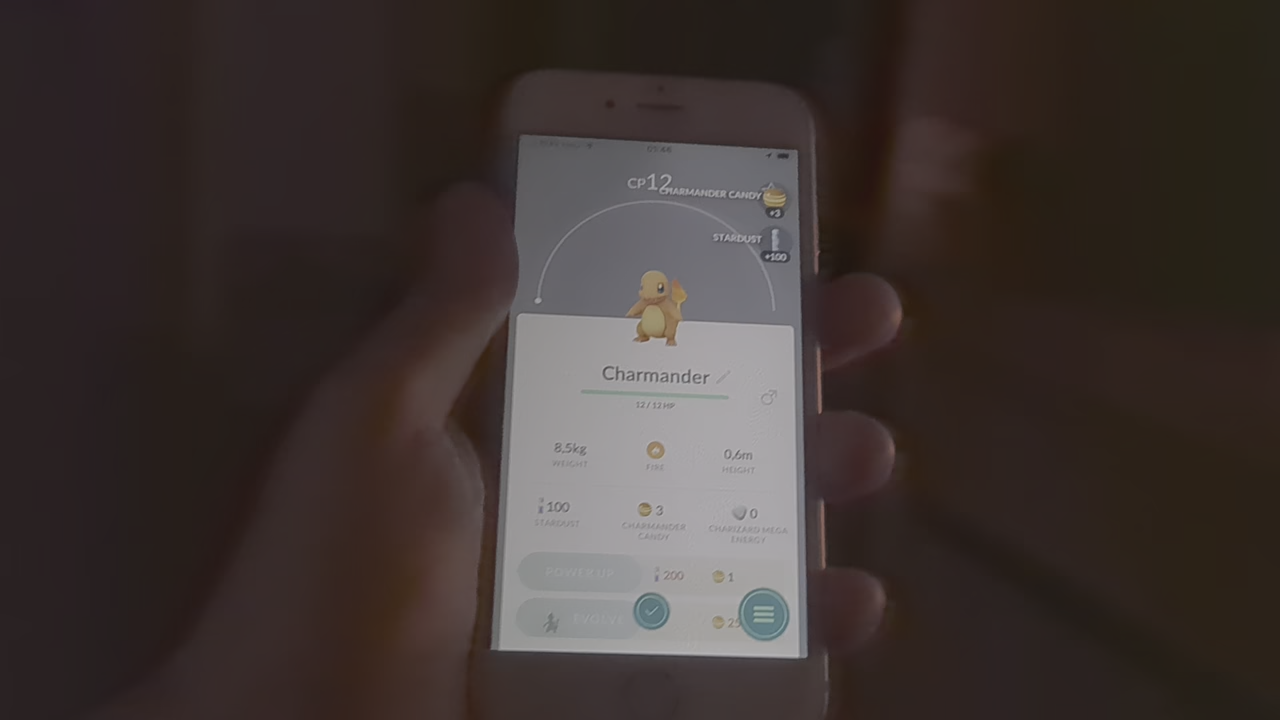 CP12
CHARMANDER CANDY
+3
STARDUST
+100
Charmander
12 / 12 HP
8,5kg
WEIGHT
FIRE
0,6m
HEIGHT
100
STARDUST
3
CHARMANDER
CANDY
0
CHARIZARD MEGA
ENERGY
POWER UP
200
1
EVOLVE